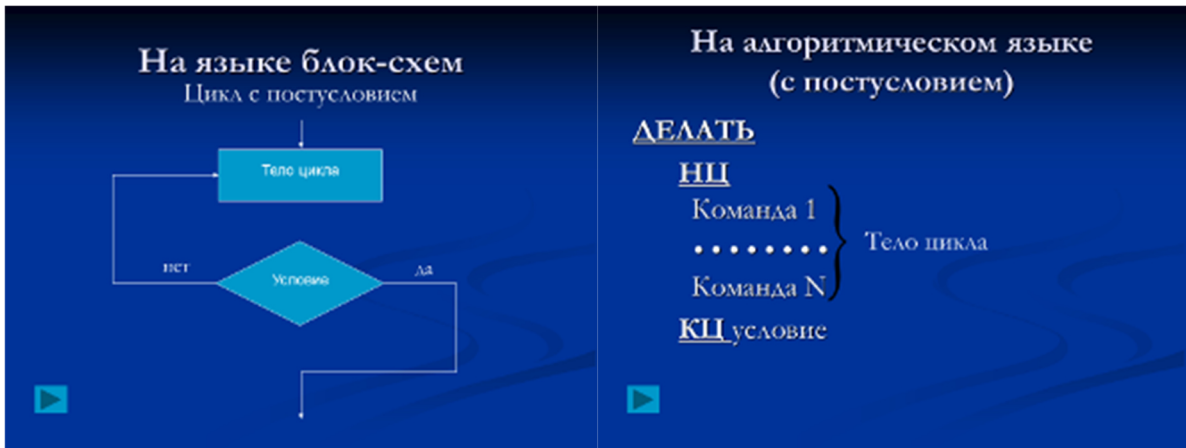 На языке блок-схем
Цикл с постусловием
Тело цикла
нет
Условие
да
На алгоритмическом языке
(с постусловием)
ДЕЛАТЬ
НЦ
Команда 1
........
Команда N
Тело цикла
КЦ условие